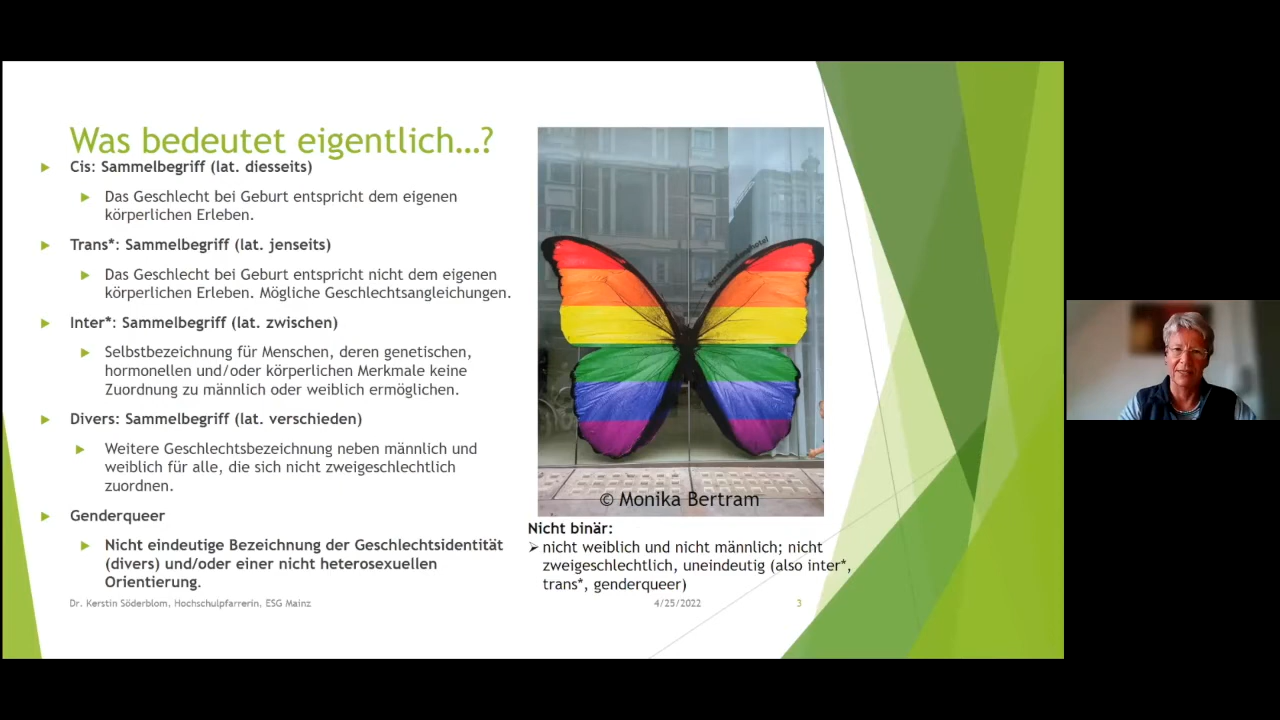 Was bedeutet eigentlich…?
Cis: Sammelbegriff (lat. diesseits)
Das Geschlecht bei Geburt entspricht dem eigenen
körperlichen Erleben.
Trans*: Sammelbegriff (lat. jenseits)
Das Geschlecht bei Geburt entspricht nicht dem eigenen
körperlichen Erleben. Mögliche Geschlechtsangleichungen.
Inter*: Sammelbegriff (lat. zwischen)
Selbstbezeichnung für Menschen, deren genetischen,
hormonellen und/oder körperlichen Merkmale keine
Zuordnung zu männlich oder weiblich ermöglichen.
Divers: Sammelbegriff (lat. verschieden)
Weitere Geschlechtsbezeichnung neben männlich und
weiblich für alle, die sich nicht zweigeschlechtlich
zuordnen.
Genderqueer
Nicht eindeutige Bezeichnung der Geschlechtsidentität
(divers) und/oder einer nicht heterosexuellen
Orientierung.
© Monika Bertram
Nicht binär:
nicht weiblich und nicht männlich; nicht
zweigeschlechtlich, uneindeutig (also inter*,
trans*, genderqueer)
Dr. Kerstin Söderblom, Hochschulpfarrerin, ESG Mainz
4/25/2022
3